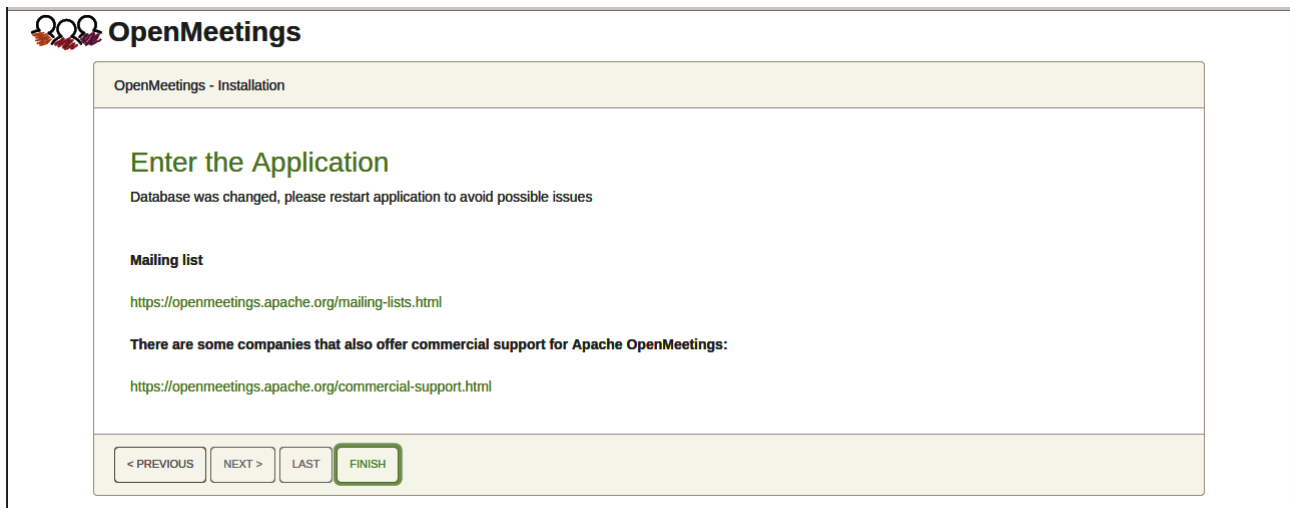 OpenMeetings
OpenMeetings - Installation
Enter the Application
Database was changed, please restart application to avoid possible issues
Mailing list
https://openmeetings.apache.org/mailing-lists.html
There are some companies that also offer commercial support for Apache OpenMeetings:
https://openmeetings.apache.org/commercial-support.html
< PREVIOUS NEXT > LAST FINISH